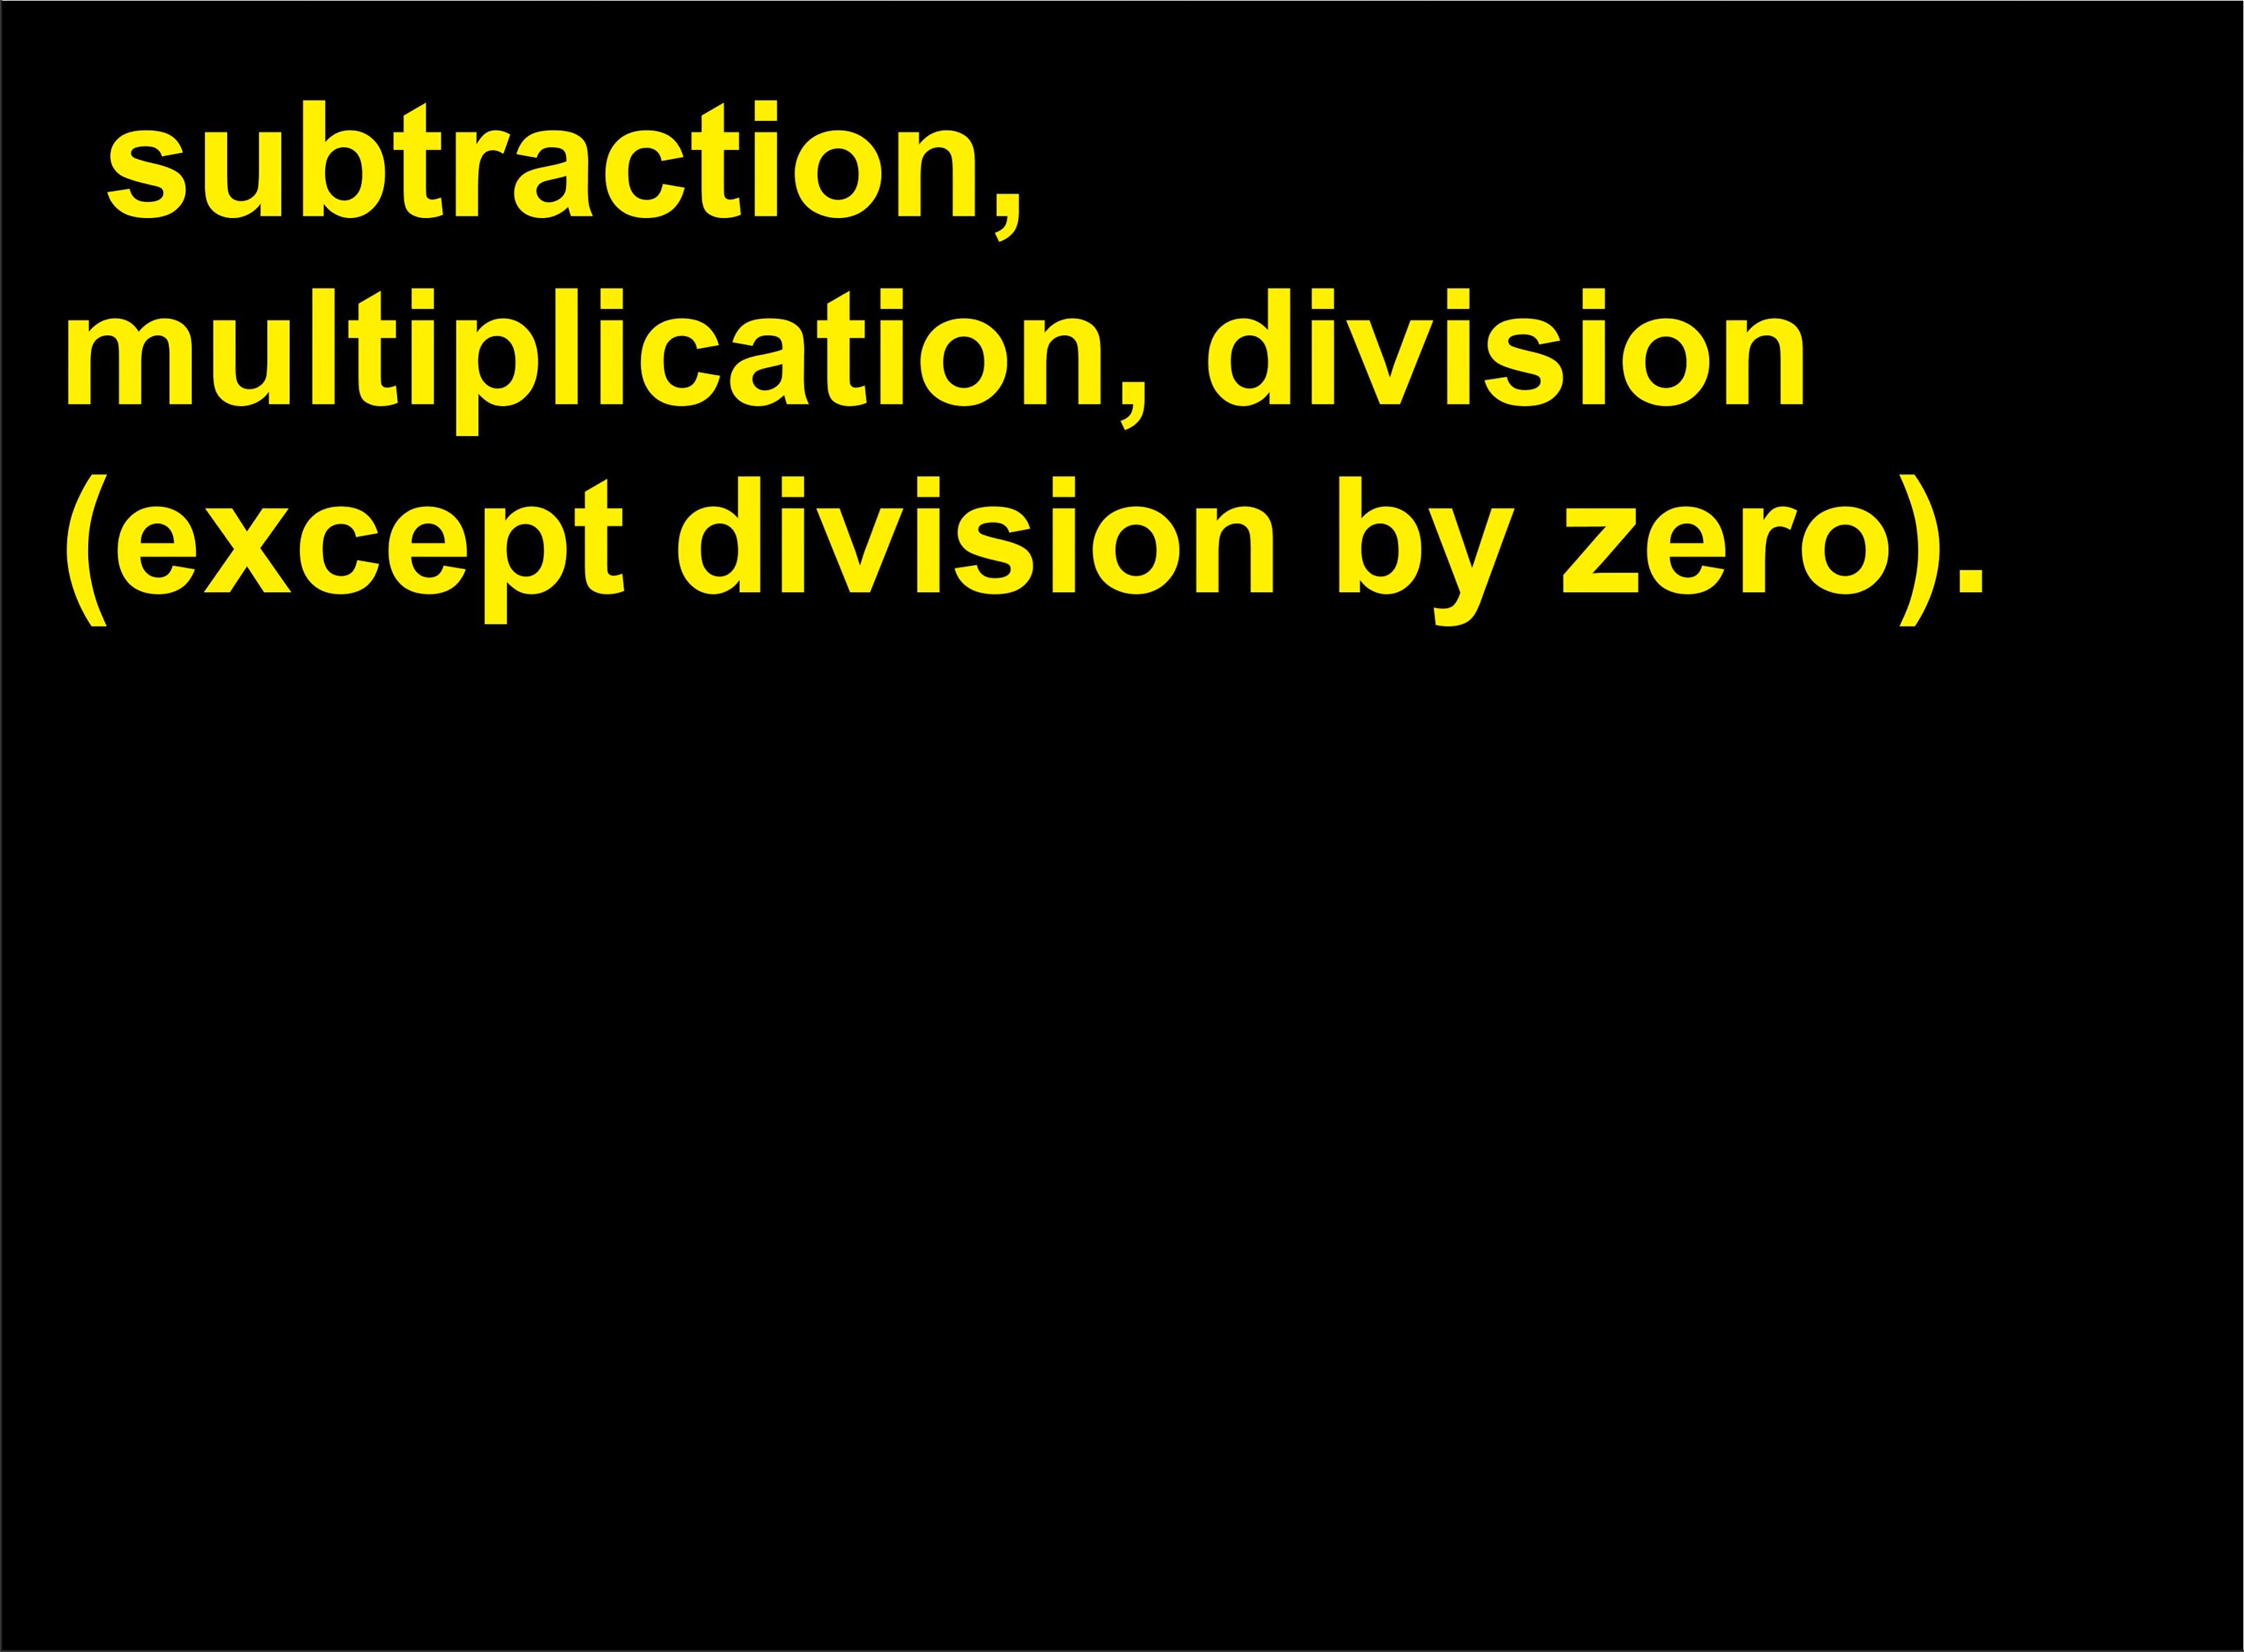 subtraction,
multiplication, division
(except division by zero).